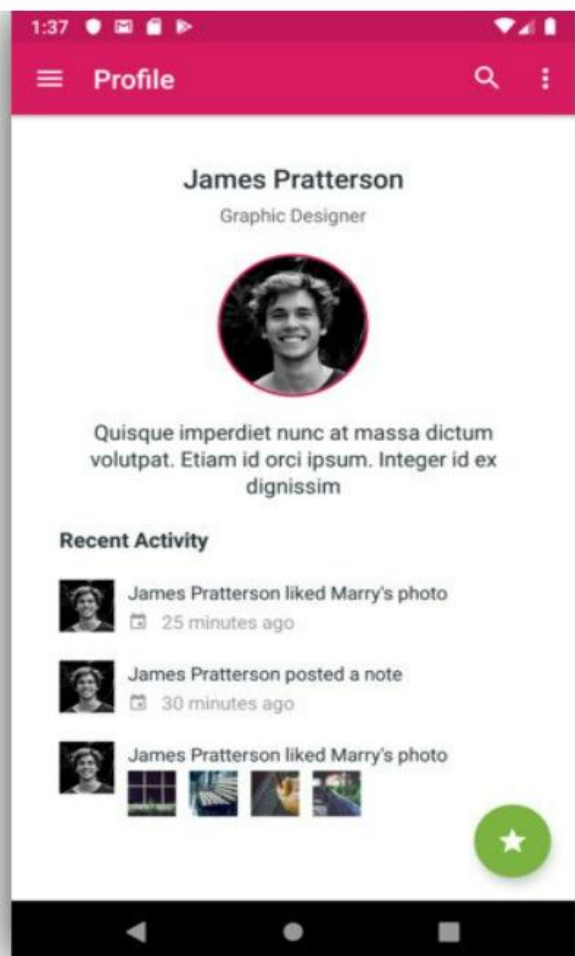 1:37
Profile
James Pratterson
Graphic Designer
Quisque imperdiet nunc at massa dictum
volutpat. Etiam id orci ipsum. Integer id ex
dignissim
Recent Activity
James Pratterson liked Marry's photo
25 minutes ago
James Pratterson posted a note
30 minutes ago
James Pratterson liked Marry's photo